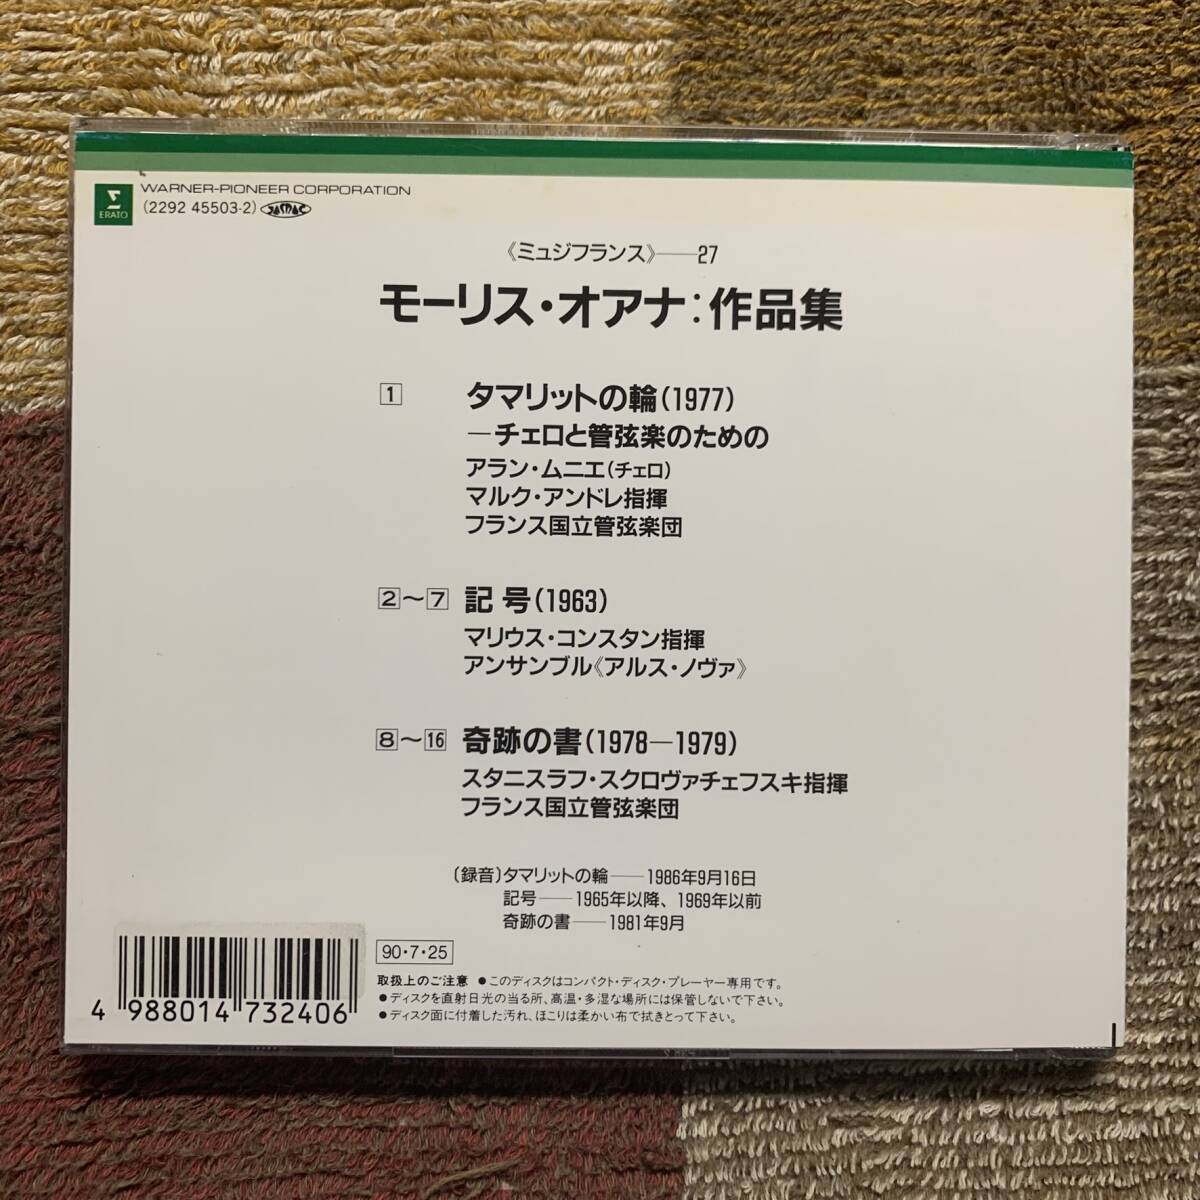 WARNER-PIONEER CORPORATION
ERATO
(2292 45503-2) JASRAC
《ミュジフランス》──27
モーリス・オアナ:作品集
1 タマリットの輪(1977)
─チェロと管弦楽のための
アラン・ムニエ(チェロ)
マルク・アンドレ指揮
フランス国立管弦楽団
2〜7 記号(1963)
マリウス・コンスタン指揮
アンサンブル《アルス・ノヴァ》
8〜16 奇跡の書(1978─1979)
スタニスラフ・スクロヴァチェフスキ指揮
フランス国立管弦楽団
(録音)タマリットの輪──1986年9月16日
記号──1965年以降、1969年以前
奇跡の書──1981年9月
90・7・25
取扱上のご注意 ●このディスクはコンパクト・ディスク・プレーヤー専用です。
●ディスクを直射日光の当る所、高温・多湿な場所には保管しないで下さい。
●ディスク面に付着した汚れ、ほこりは柔かい布で拭きとって下さい。
4 988014 732406